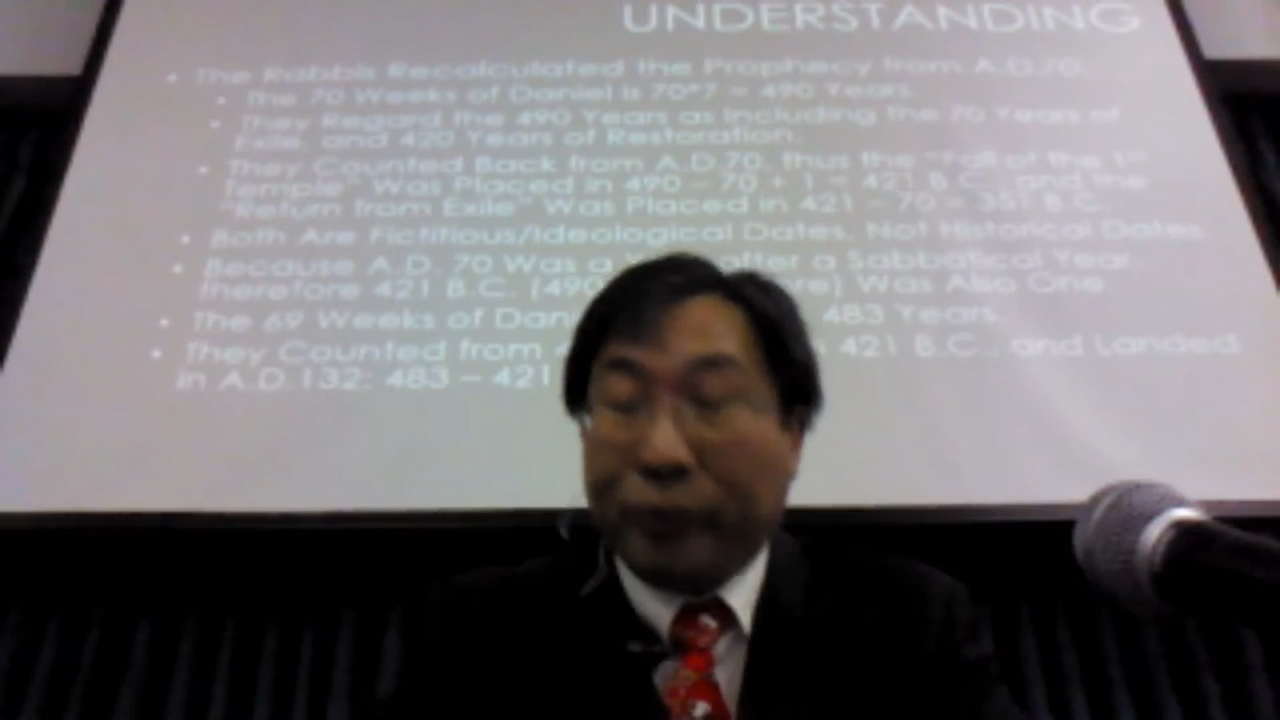 UNDERSTANDING
• The Rabbis Recalculated the Prophecy from A.D.70.
• The 70 Weeks of Daniel is 70*7 = 490 Years.
• They Regard the 490 Years as Including The 70 Years of
Exile, and 420 Years of Restoration.
• They Counted Back from A.D.70, thus the "Fall of the 1st
Temple" Was Placed in 490 – 70 + 1 = 421 B.C., and the
"Return from Exile" Was Placed in 421 – 70 = 351 B.C.
• Both Are Fictitious/Ideological Dates, Not Historical Dates.
• Because A.D. 70 Was a after a Sabbatical Year,
therefore 421 B.C. (490 Was Also One
• The 69 Weeks of 483 Years.
• They Counted from 421 B.C., and Landed
in A.D.132: 483 – 421